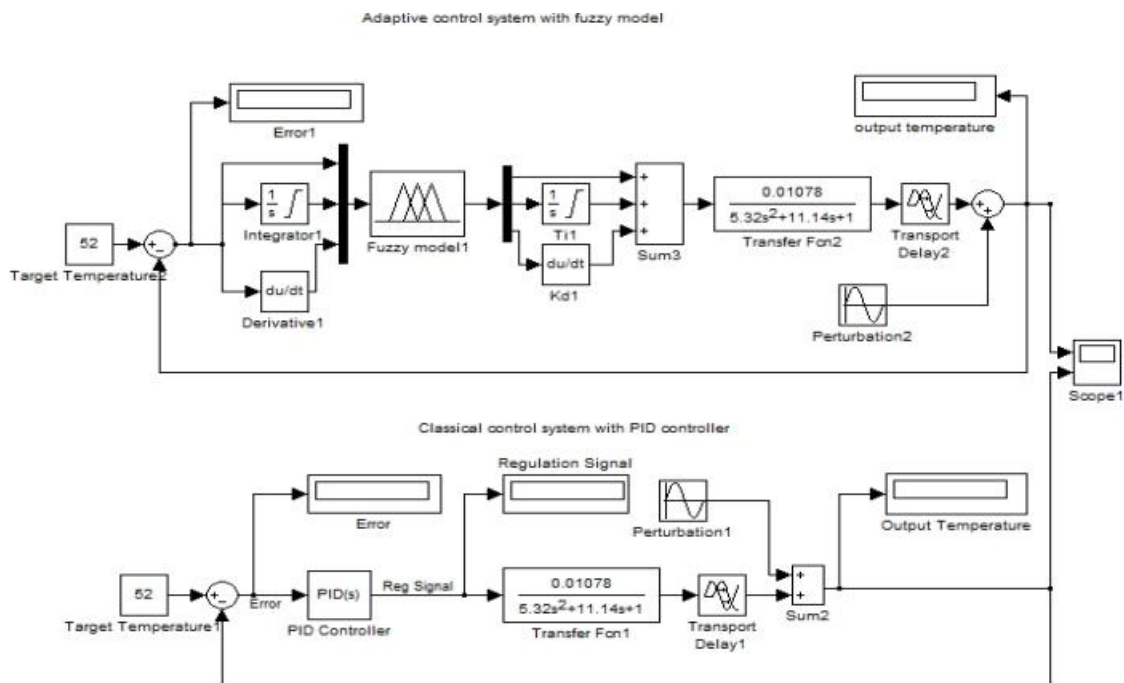 Adaptive control system with fuzzy model
Error1
output temperature
1
s
Integrator1
Fuzzy model1
1
s
Ti1
+
+
+
Sum3
0.01078
5.32s²+11.14s+1
Transfer Fcn2
Transport
Delay2
+
+
52
Target Temperature2
+
−
du/dt
Derivative1
du/dt
Kd1
Perturbation2
Scope1
Classical control system with PID controller
Regulation Signal
Error
Perturbation1
Output Temperature
52
Target Temperature1
+
−
Error
PID(s)
PID Controller
Reg Signal
0.01078
5.32s²+11.14s+1
Transfer Fcn1
Transport
Delay1
+
+
Sum2